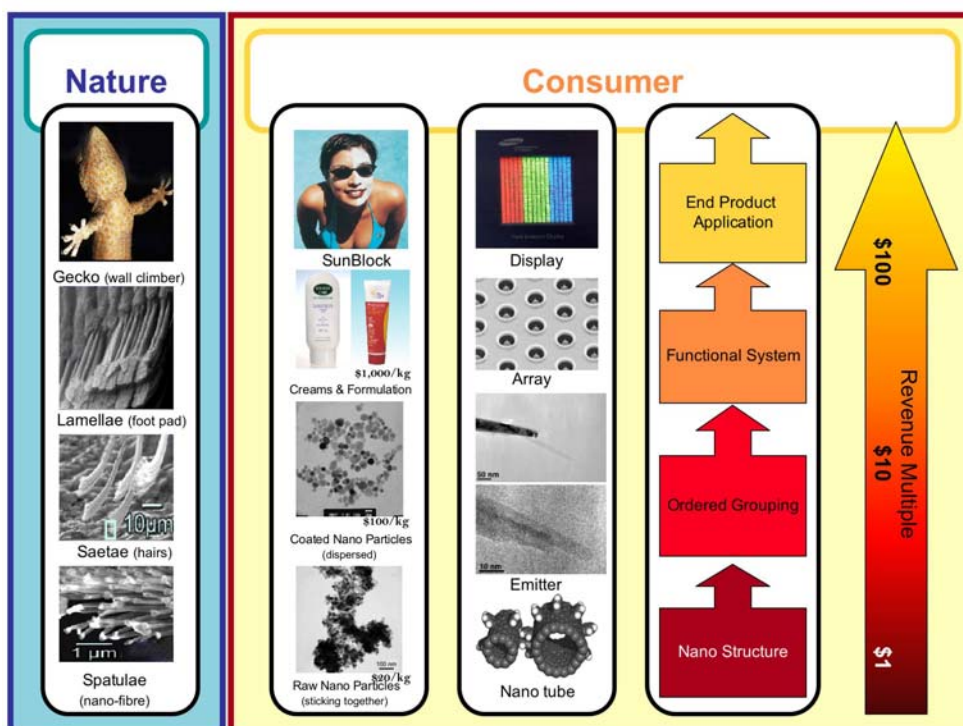 Nature
Gecko (wall climber)
Lamellae (foot pad)
10µm
Saetae (hairs)
1 µm
Spatulae
(nano-fibre)
Consumer
SunBlock
$1,000/kg
Creams & Formulation
$100/kg
Coated Nano Particles
(dispersed)
100 nm
$20/kg
Raw Nano Particles
(sticking together)
Display
Array
50 nm
10 nm
Emitter
Nano tube
End Product
Application
Functional System
Ordered Grouping
Nano Structure
$100
$10
$1
Revenue Multiple